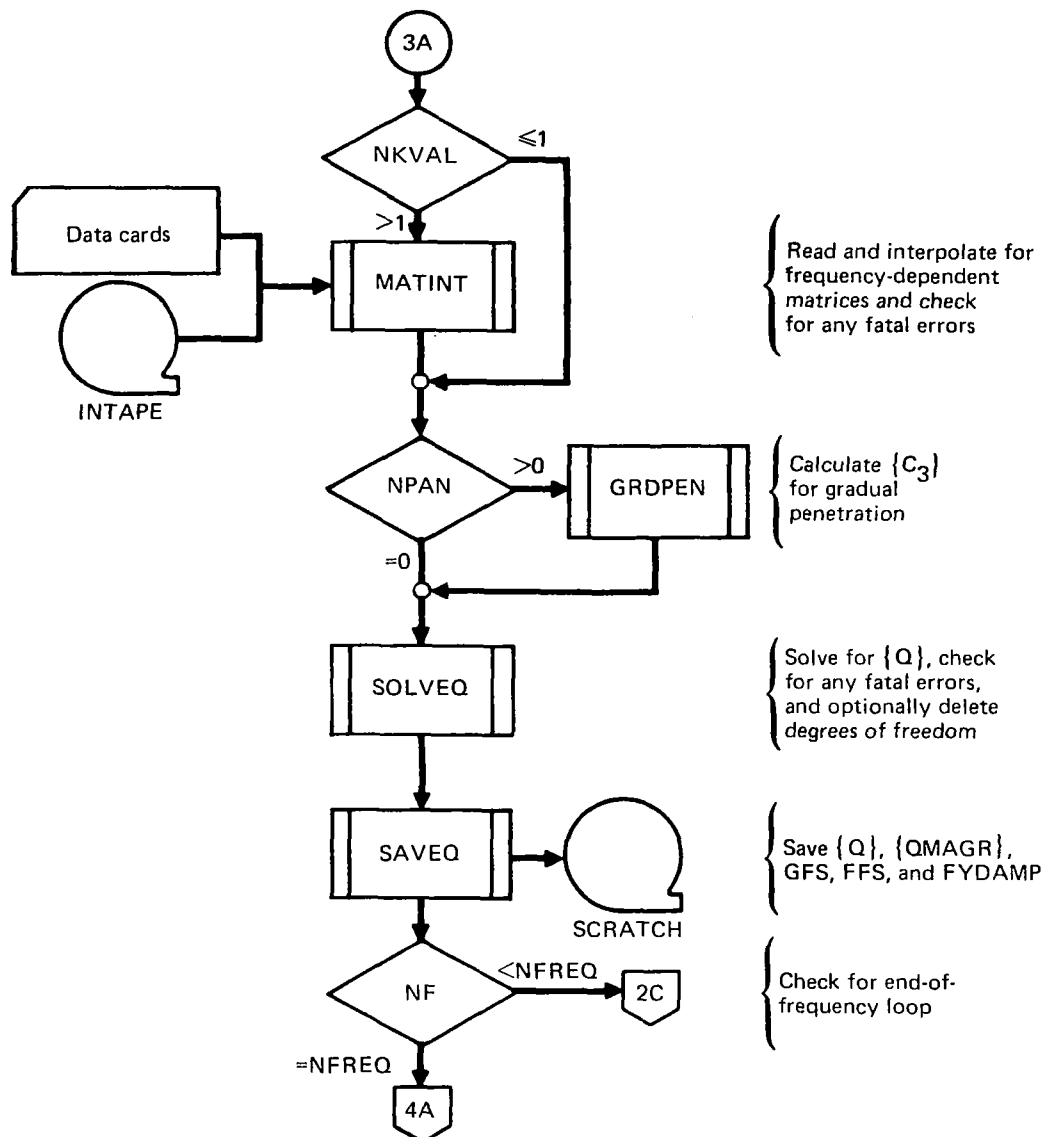 3A
NKVAL
≤1
>1
Data cards
MATINT
INTAPE
Read and interpolate for
frequency-dependent
matrices and check
for any fatal errors
NPAN
>0
GRDPEN
=0
Calculate {C3}
for gradual
penetration
SOLVEQ
Solve for {Q}, check
for any fatal errors,
and optionally delete
degrees of freedom
SAVEQ
SCRATCH
Save {Q}, {QMAGR},
GFS, FFS, and FYDAMP
NF
<NFREQ
2C
=NFREQ
4A
Check for end-of-
frequency loop